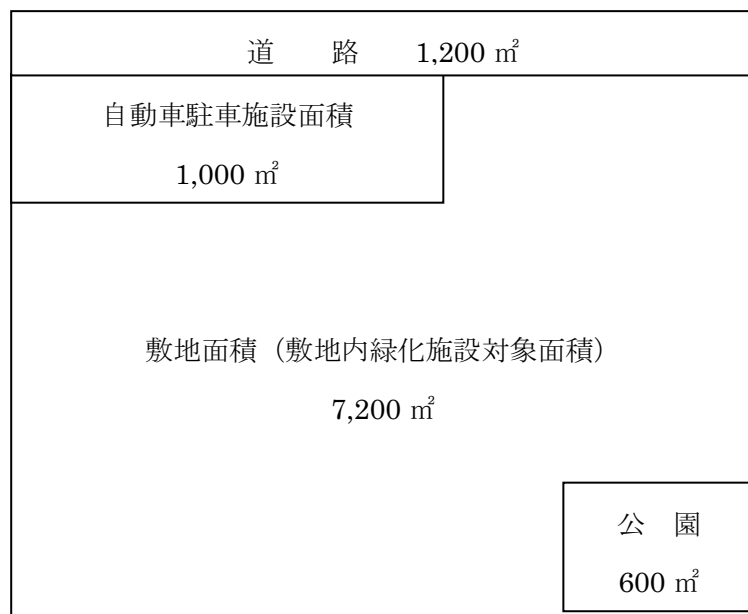 道　　路　　1,200 ㎡
自動車駐車施設面積
1,000 ㎡
敷地面積（敷地内緑化施設対象面積）
7,200 ㎡
公　園
600 ㎡